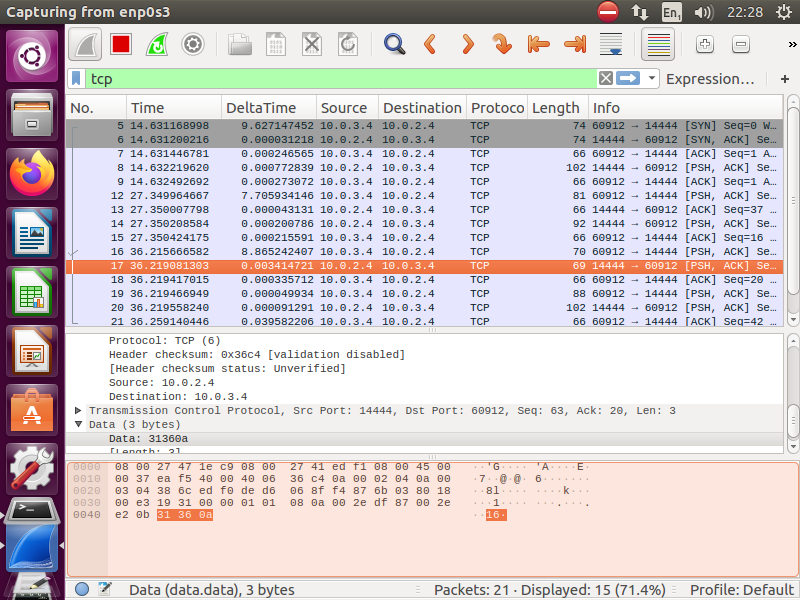 Capturing from enp0s3
En1 22:28
tcp
Expression…
+
No. Time DeltaTime Source Destination Protoco Length Info
5 14.631168998 9.627147452 10.0.3.4 10.0.2.4 TCP 74 60912 → 14444 [SYN] Seq=0 W…
6 14.631200216 0.000031218 10.0.2.4 10.0.3.4 TCP 74 14444 → 60912 [SYN, ACK] Se…
7 14.631446781 0.000246565 10.0.3.4 10.0.2.4 TCP 66 60912 → 14444 [ACK] Seq=1 A…
8 14.632219620 0.000772839 10.0.2.4 10.0.3.4 TCP 102 14444 → 60912 [PSH, ACK] Se…
9 14.632492692 0.000273072 10.0.3.4 10.0.2.4 TCP 66 60912 → 14444 [ACK] Seq=1 A…
12 27.349964667 7.705934146 10.0.3.4 10.0.2.4 TCP 81 60912 → 14444 [PSH, ACK] Se…
13 27.350007798 0.000043131 10.0.2.4 10.0.3.4 TCP 66 14444 → 60912 [ACK] Seq=37 …
14 27.350208584 0.000200786 10.0.2.4 10.0.3.4 TCP 92 14444 → 60912 [PSH, ACK] Se…
15 27.350424175 0.000215591 10.0.3.4 10.0.2.4 TCP 66 60912 → 14444 [ACK] Seq=16 …
16 36.215666582 8.865242407 10.0.3.4 10.0.2.4 TCP 70 60912 → 14444 [PSH, ACK] Se…
17 36.219081303 0.003414721 10.0.2.4 10.0.3.4 TCP 69 14444 → 60912 [PSH, ACK] Se…
18 36.219417015 0.000335712 10.0.3.4 10.0.2.4 TCP 66 60912 → 14444 [ACK] Seq=20 …
19 36.219466949 0.000049934 10.0.3.4 10.0.2.4 TCP 88 60912 → 14444 [PSH, ACK] Se…
20 36.219558240 0.000091291 10.0.2.4 10.0.3.4 TCP 102 14444 → 60912 [PSH, ACK] Se…
21 36.259140446 0.039582206 10.0.3.4 10.0.2.4 TCP 66 60912 → 14444 [ACK] Seq=42 …
Protocol: TCP (6)
Header checksum: 0x36c4 [validation disabled]
[Header checksum status: Unverified]
Source: 10.0.2.4
Destination: 10.0.3.4
Transmission Control Protocol, Src Port: 14444, Dst Port: 60912, Seq: 63, Ack: 20, Len: 3
Data (3 bytes)
Data: 31360a
[Length: 3]
0000 08 00 27 47 1e c9 08 00 27 41 ed f1 08 00 45 00 ··'G···· 'A····E·
0010 00 37 ea f5 40 00 40 06 36 c4 0a 00 02 04 0a 00 ·7··@·@· 6·······
0020 03 04 38 6c ed f0 de d6 06 8f f4 87 6b 03 80 18 ··8l···· ····k···
0030 00 e3 19 31 00 00 01 01 08 0a 00 2e df 87 00 2e ···1···· ···.···.
0040 e2 0b 31 36 0a ··16·
Data (data.data), 3 bytes Packets: 21 · Displayed: 15 (71.4%) Profile: Default